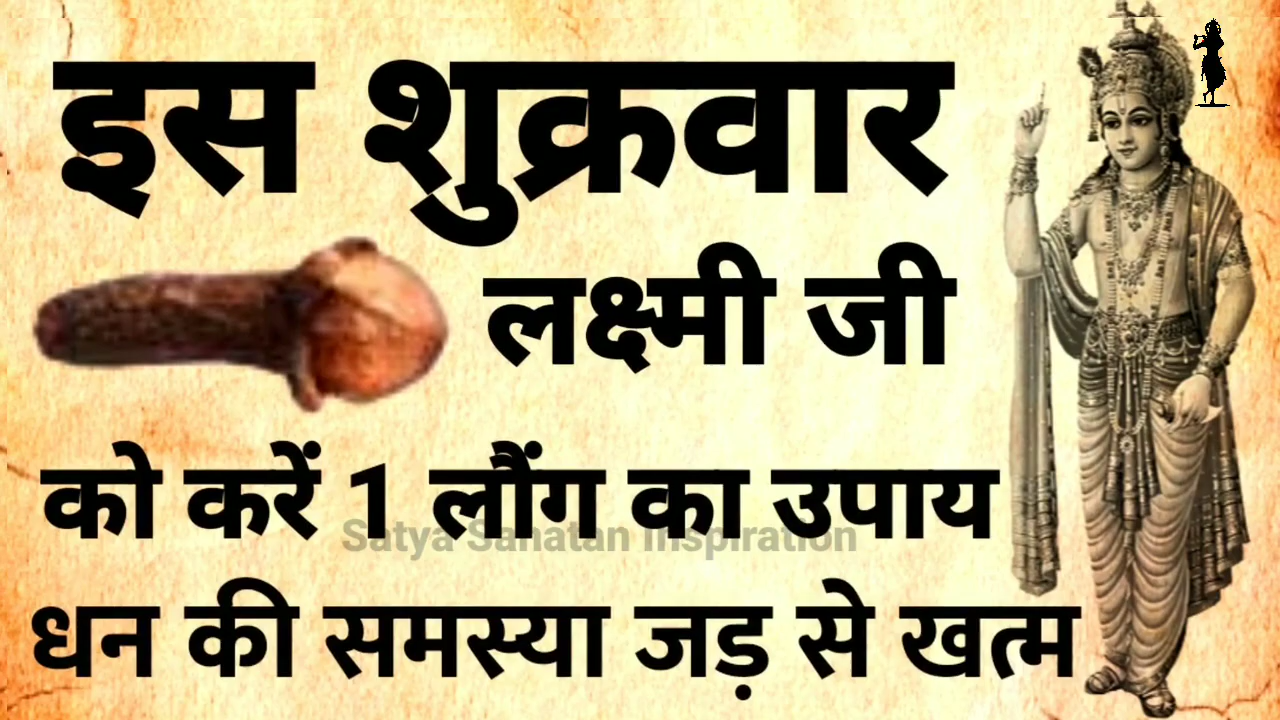 इस शुक्रवार
लक्ष्मी जी
को करें 1 लौंग का उपाय
Satya Sanatan Inspiration
धन की समस्या जड़ से खत्म